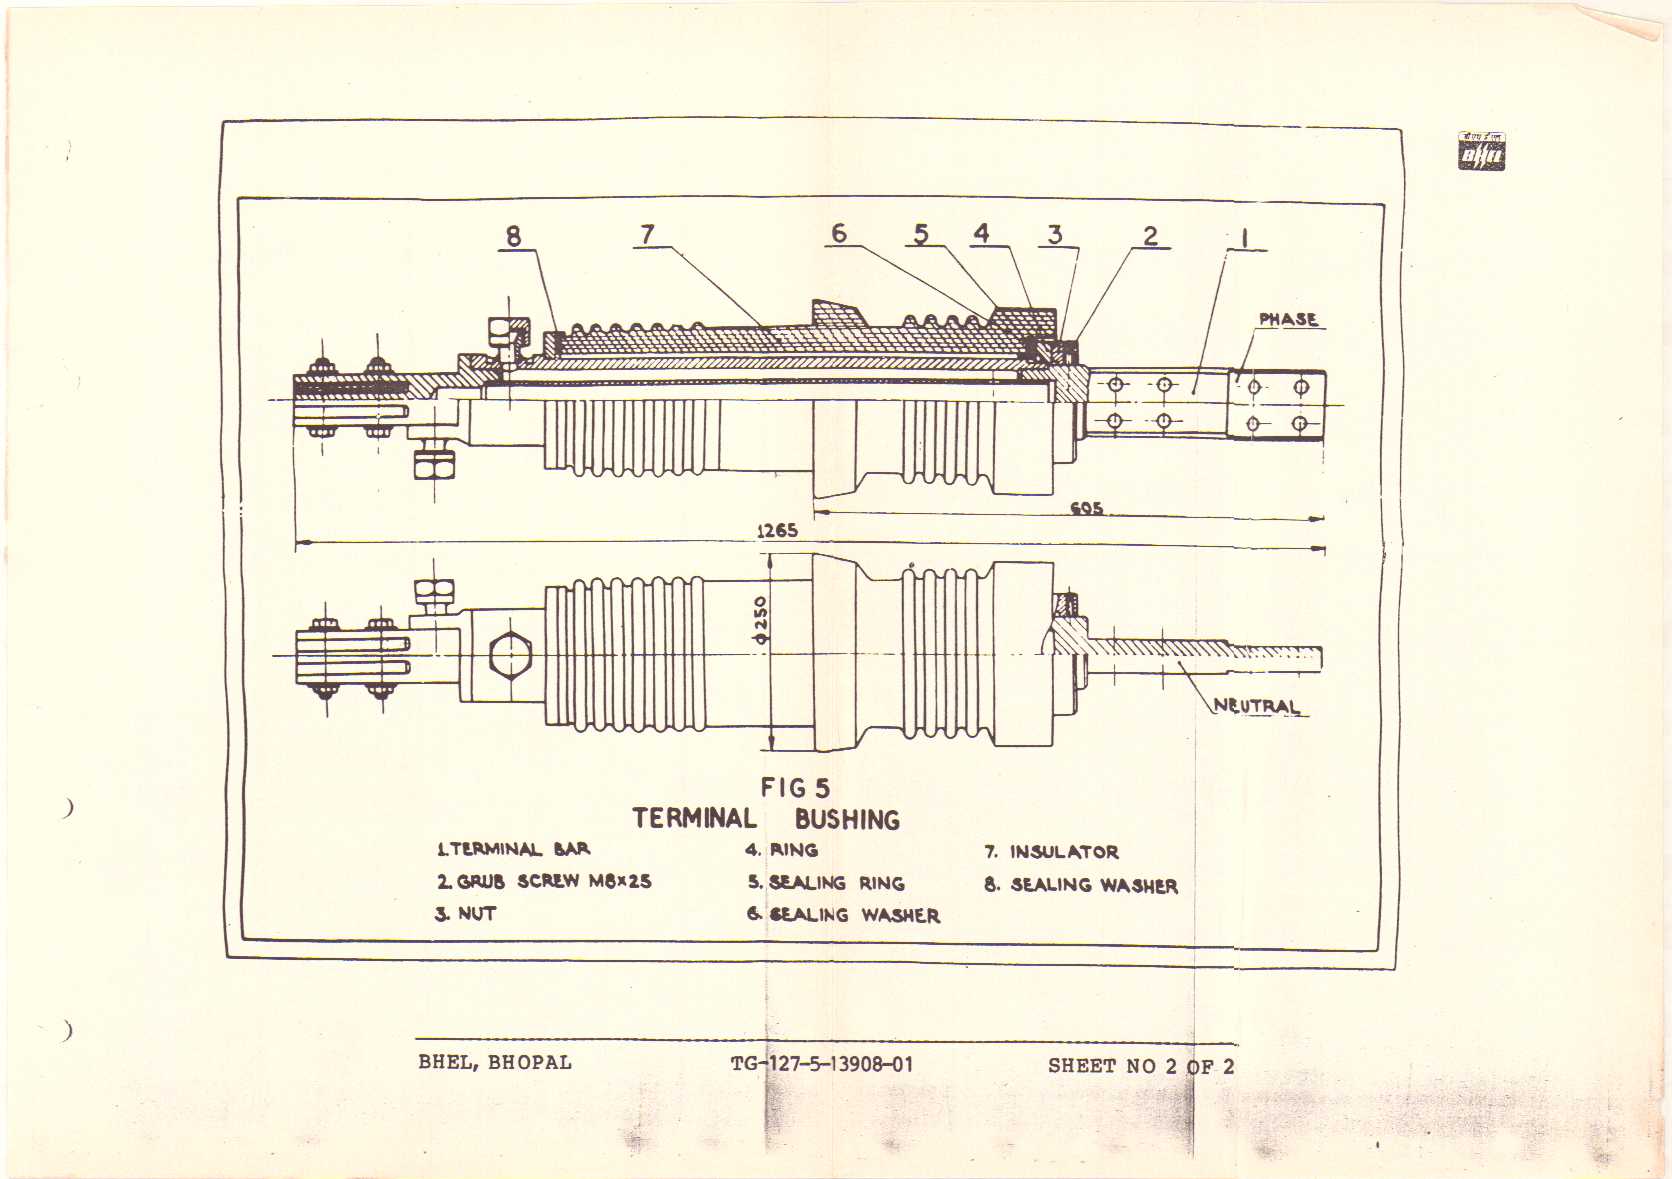 BHEL
8 7 6 5 4 3 2 1
PHASE
605
1265
ϕ250
NEUTRAL
FIG 5
TERMINAL BUSHING
1. TERMINAL BAR
2. GRUB SCREW M8×25
3. NUT
4. RING
5. SEALING RING
6. SEALING WASHER
7. INSULATOR
8. SEALING WASHER
BHEL, BHOPAL TG-127-5-13908-01 SHEET NO 2 OF 2